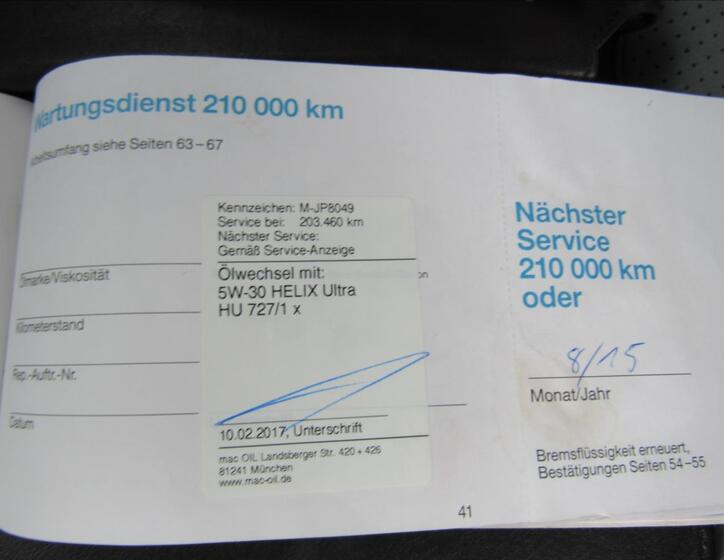 Wartungsdienst 210 000 km
Arbeitsumfang siehe Seiten 63–67
Kennzeichen: M-JP8049
Service bei: 203.460 km
Nächster Service:
Gemäß Service-Anzeige
Ölwechsel mit:
5W-30 HELIX Ultra
HU 727/1 x
10.02.2017, Unterschrift
mac OIL Landsberger Str. 420 + 426
81241 München
www.mac-oil.de
Ölmarke/Viskosität
Kilometerstand
Rep.-Auftr.-Nr.
Datum
Nächster
Service
210 000 km
oder
8/15
Monat/Jahr
Bremsflüssigkeit erneuert,
Bestätigungen Seiten 54–55
41